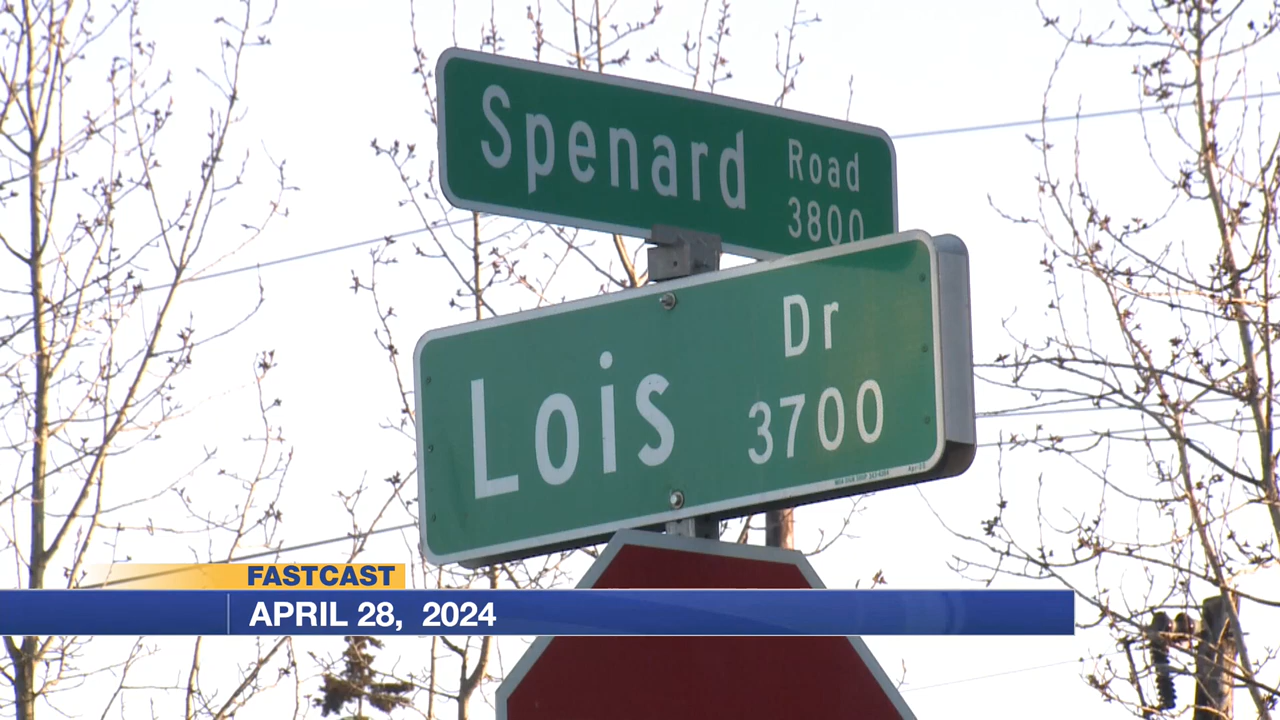 Spenard Road
3800
Lois Dr
3700
FASTCAST
APRIL 28, 2024